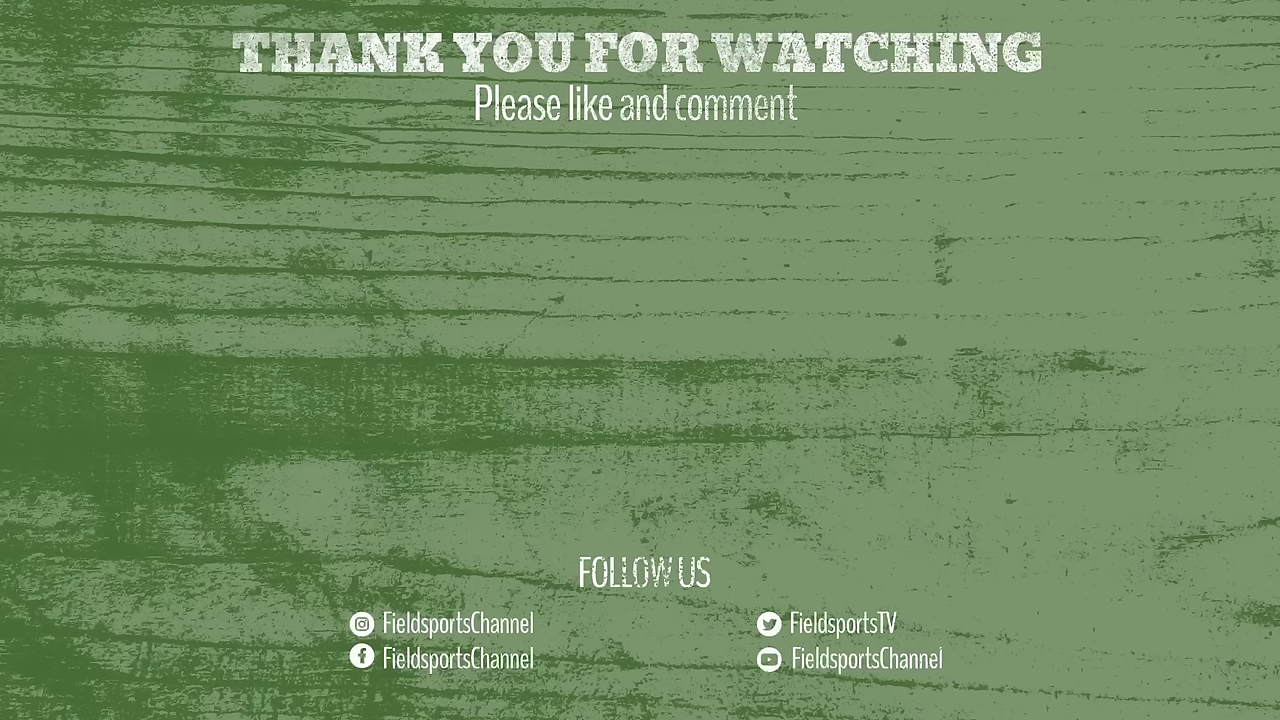 THANK YOU FOR WATCHING
Please like and comment
FOLLOW US
FieldsportsChannel
FieldsportsTV
FieldsportsChannel
FieldsportsChannel